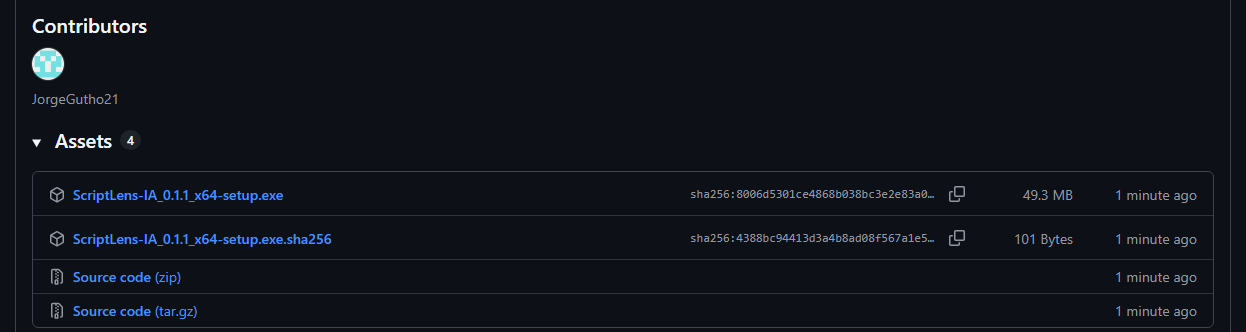 Contributors
JorgeGutho21
Assets 4
ScriptLens-IA_0.1.1_x64-setup.exe sha256:8006d5301ce4868b038bc3e2e83a0… 49.3 MB 1 minute ago
ScriptLens-IA_0.1.1_x64-setup.exe.sha256 sha256:4388bc94413d3a4b8ad08f567a1e5… 101 Bytes 1 minute ago
Source code (zip) 1 minute ago
Source code (tar.gz) 1 minute ago